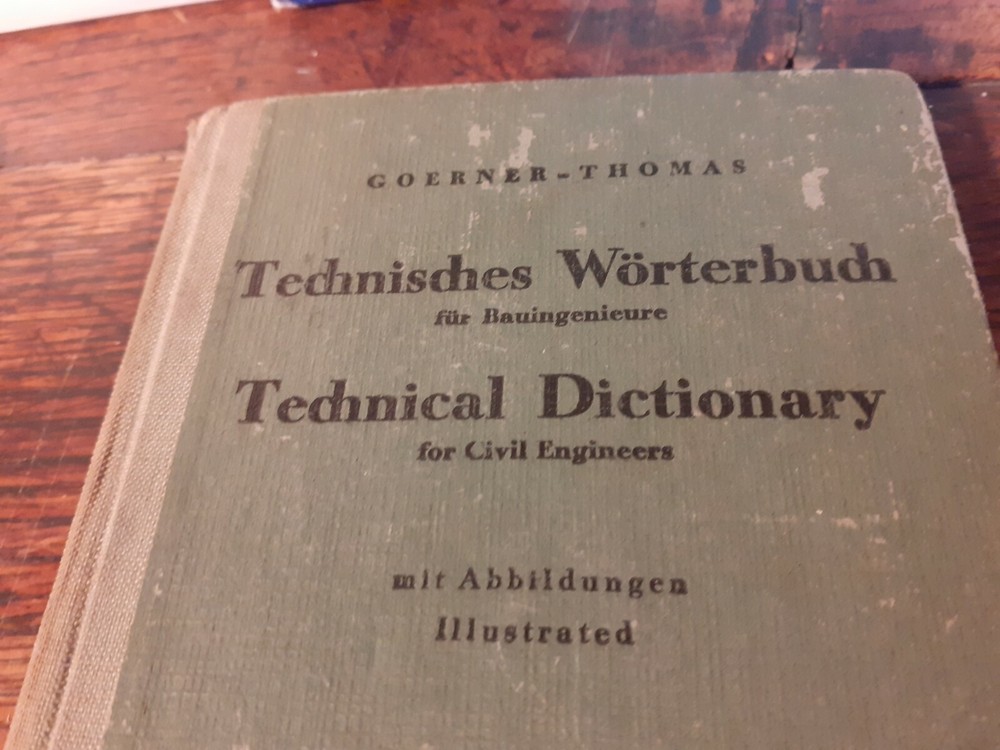 GOERNER-THOMAS
Technisches Wörterbuch
für Bauingenieure
Technical Dictionary
for Civil Engineers
mit Abbildungen
Illustrated